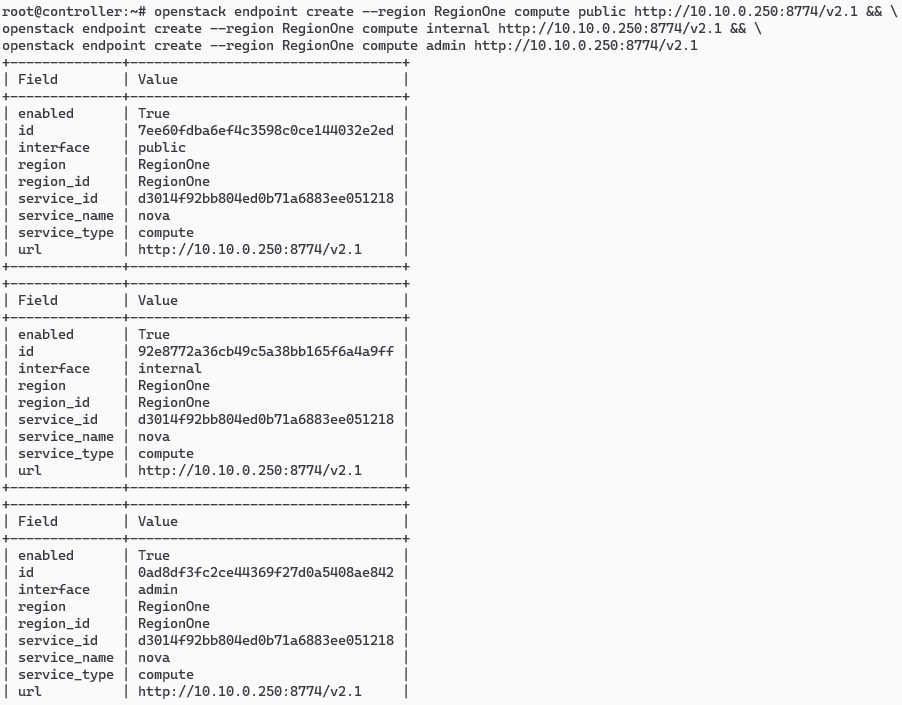 root@controller:~# openstack endpoint create --region RegionOne compute public http://10.10.0.250:8774/v2.1 && \
openstack endpoint create --region RegionOne compute internal http://10.10.0.250:8774/v2.1 && \
openstack endpoint create --region RegionOne compute admin http://10.10.0.250:8774/v2.1
+--------------+----------------------------------+
| Field        | Value                            |
+--------------+----------------------------------+
| enabled      | True                             |
| id           | 7ee60fdba6ef4c3598c0ce144032e2ed |
| interface    | public                           |
| region       | RegionOne                        |
| region_id    | RegionOne                        |
| service_id   | d3014f92bb804ed0b71a6883ee051218 |
| service_name | nova                             |
| service_type | compute                          |
| url          | http://10.10.0.250:8774/v2.1     |
+--------------+----------------------------------+
+--------------+----------------------------------+
| Field        | Value                            |
+--------------+----------------------------------+
| enabled      | True                             |
| id           | 92e8772a36cb49c5a38bb165f6a4a9ff |
| interface    | internal                         |
| region       | RegionOne                        |
| region_id    | RegionOne                        |
| service_id   | d3014f92bb804ed0b71a6883ee051218 |
| service_name | nova                             |
| service_type | compute                          |
| url          | http://10.10.0.250:8774/v2.1     |
+--------------+----------------------------------+
+--------------+----------------------------------+
| Field        | Value                            |
+--------------+----------------------------------+
| enabled      | True                             |
| id           | 0ad8df3fc2ce44369f27d0a5408ae842 |
| interface    | admin                            |
| region       | RegionOne                        |
| region_id    | RegionOne                        |
| service_id   | d3014f92bb804ed0b71a6883ee051218 |
| service_name | nova                             |
| service_type | compute                          |
| url          | http://10.10.0.250:8774/v2.1     |